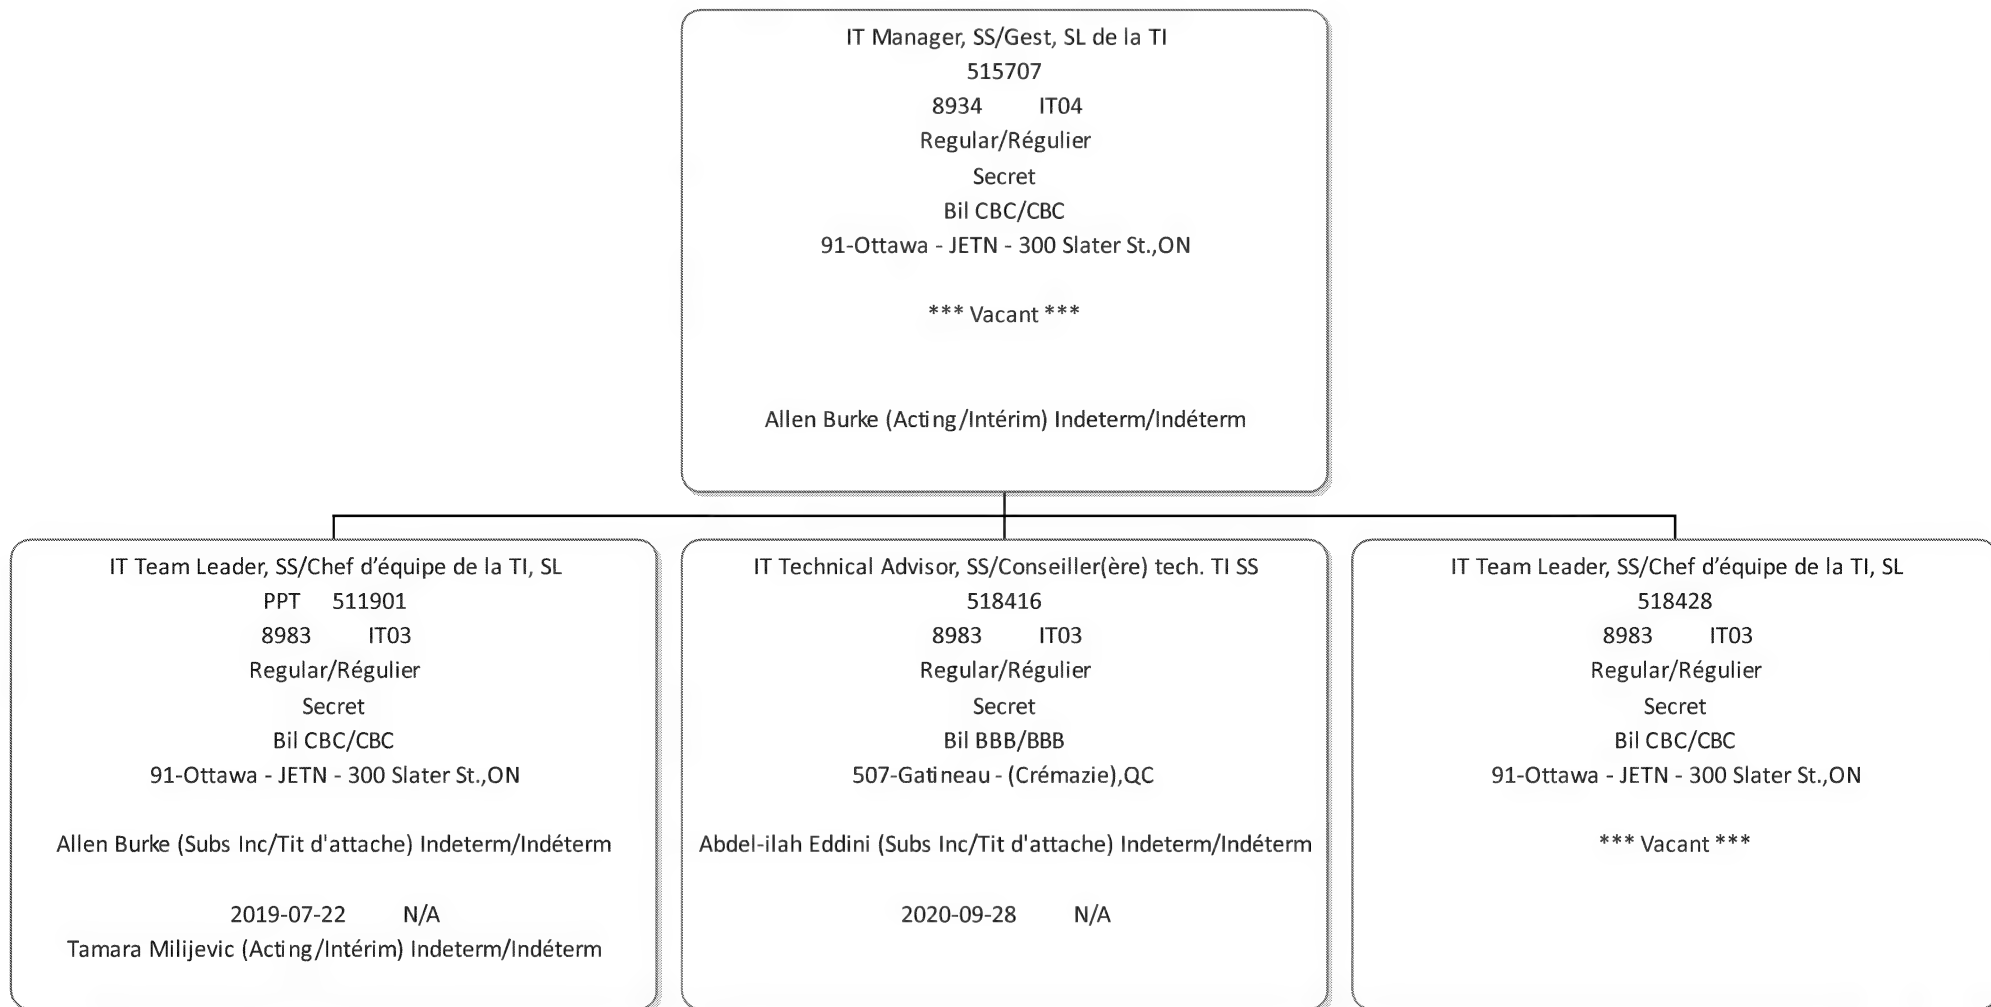 IT Manager, SS/Gest, SL de la TI
515707
8934 IT04
Regular/Régulier
Secret
Bil CBC/CBC
91-Ottawa - JETN - 300 Slater St.,ON
*** Vacant ***
Allen Burke (Acting/Intérim) Indeterm/Indéterm
IT Team Leader, SS/Chef d'équipe de la TI, SL
PPT 511901
8983 IT03
Regular/Régulier
Secret
Bil CBC/CBC
91-Ottawa - JETN - 300 Slater St.,ON
Allen Burke (Subs Inc/Tit d'attache) Indeterm/Indéterm
2019-07-22 N/A
Tamara Milijevic (Acting/Intérim) Indeterm/Indéterm
IT Technical Advisor, SS/Conseiller(ère) tech. TI SS
518416
8983 IT03
Regular/Régulier
Secret
Bil BBB/BBB
507-Gatineau - (Crémazie),QC
Abdel-ilah Eddini (Subs Inc/Tit d'attache) Indeterm/Indéterm
2020-09-28 N/A
IT Team Leader, SS/Chef d'équipe de la TI, SL
518428
8983 IT03
Regular/Régulier
Secret
Bil CBC/CBC
91-Ottawa - JETN - 300 Slater St.,ON
*** Vacant ***